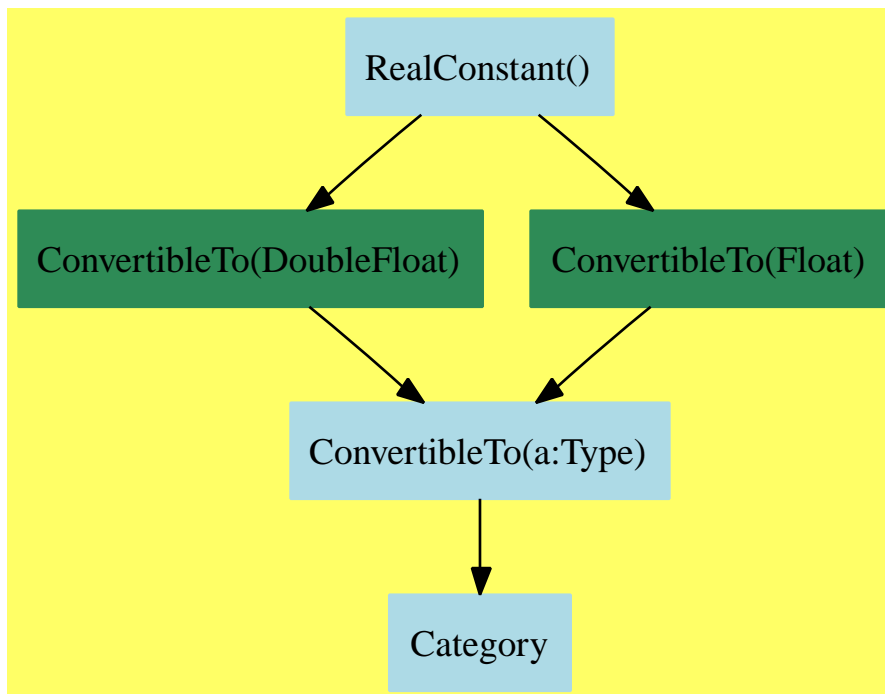 RealConstant()
ConvertibleTo(DoubleFloat)
ConvertibleTo(Float)
ConvertibleTo(a:Type)
Category